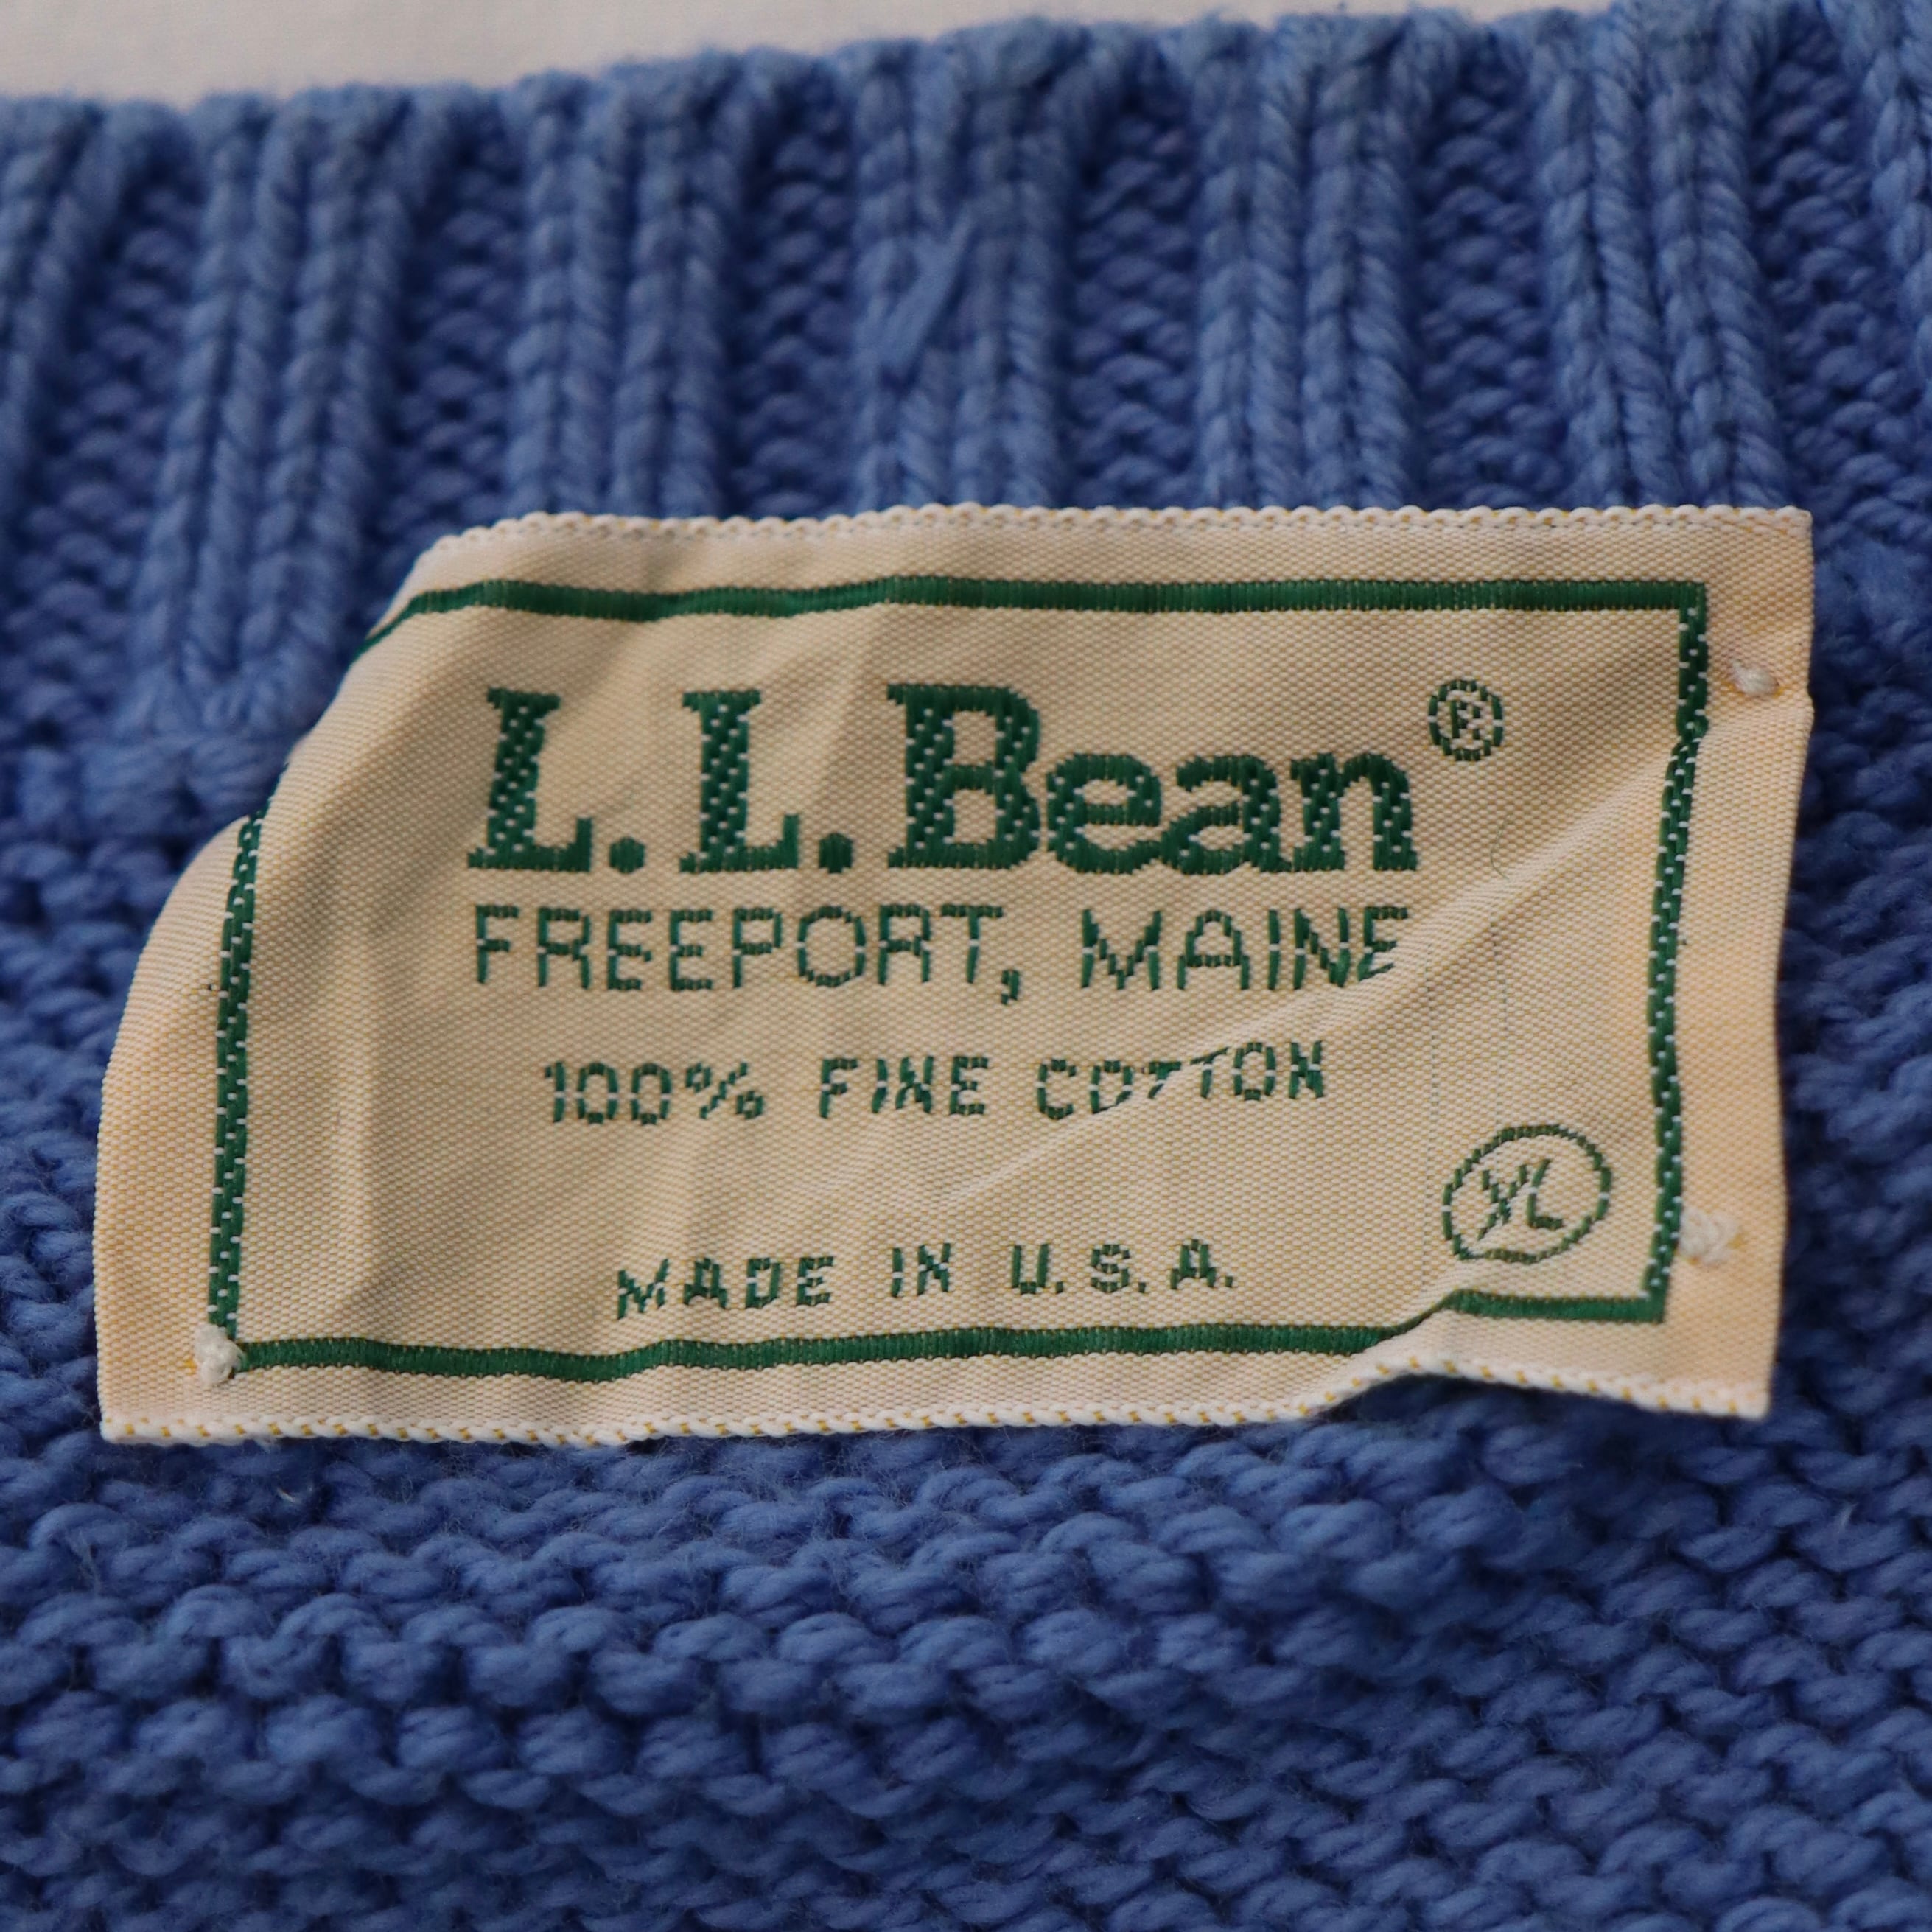 L.L.Bean®
FREEPORT, MAINE
100% FINE COTTON
XL
MADE IN U.S.A.